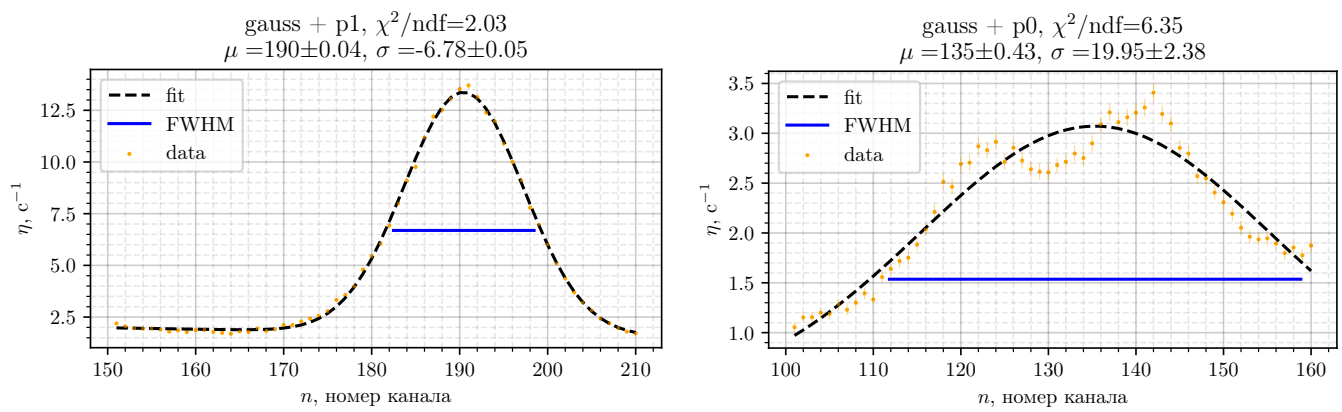 gauss + p1, χ²/ndf=2.03
μ =190±0.04, σ =-6.78±0.05
fit
FWHM
data
12.5
10.0
7.5
5.0
2.5
η, с⁻¹
150 160 170 180 190 200 210
n, номер канала
gauss + p0, χ²/ndf=6.35
μ =135±0.43, σ =19.95±2.38
fit
FWHM
data
3.5
3.0
2.5
2.0
1.5
1.0
η, с⁻¹
100 110 120 130 140 150 160
n, номер канала